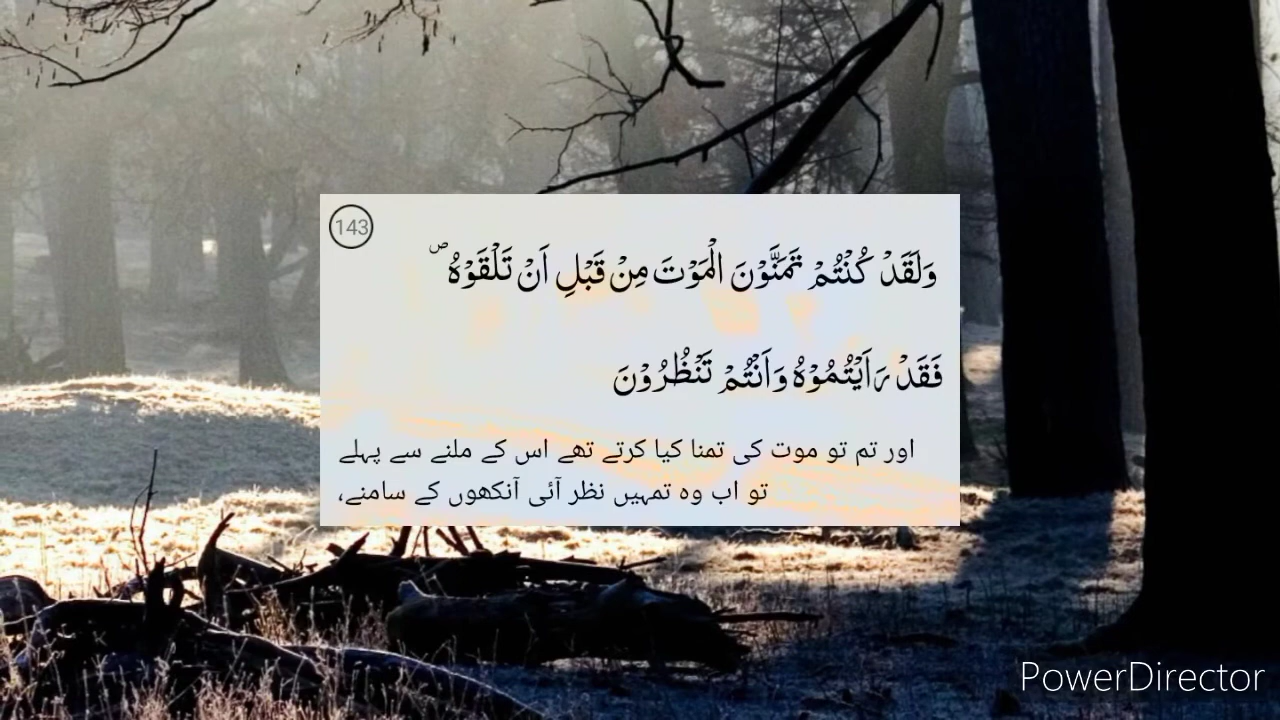 143
وَلَقَدْ كُنْتُمْ تَمَنَّوْنَ الْمَوْتَ مِنْ قَبْلِ اَنْ تَلْقَوْهُ ۖ
فَقَدْ رَاَيْتُمُوْهُ وَاَنْتُمْ تَنْظُرُوْنَ
اور تم تو موت کی تمنا کیا کرتے تھے اس کے ملنے سے پہلے
تو اب وہ تمہیں نظر آئی آنکھوں کے سامنے،
PowerDirector